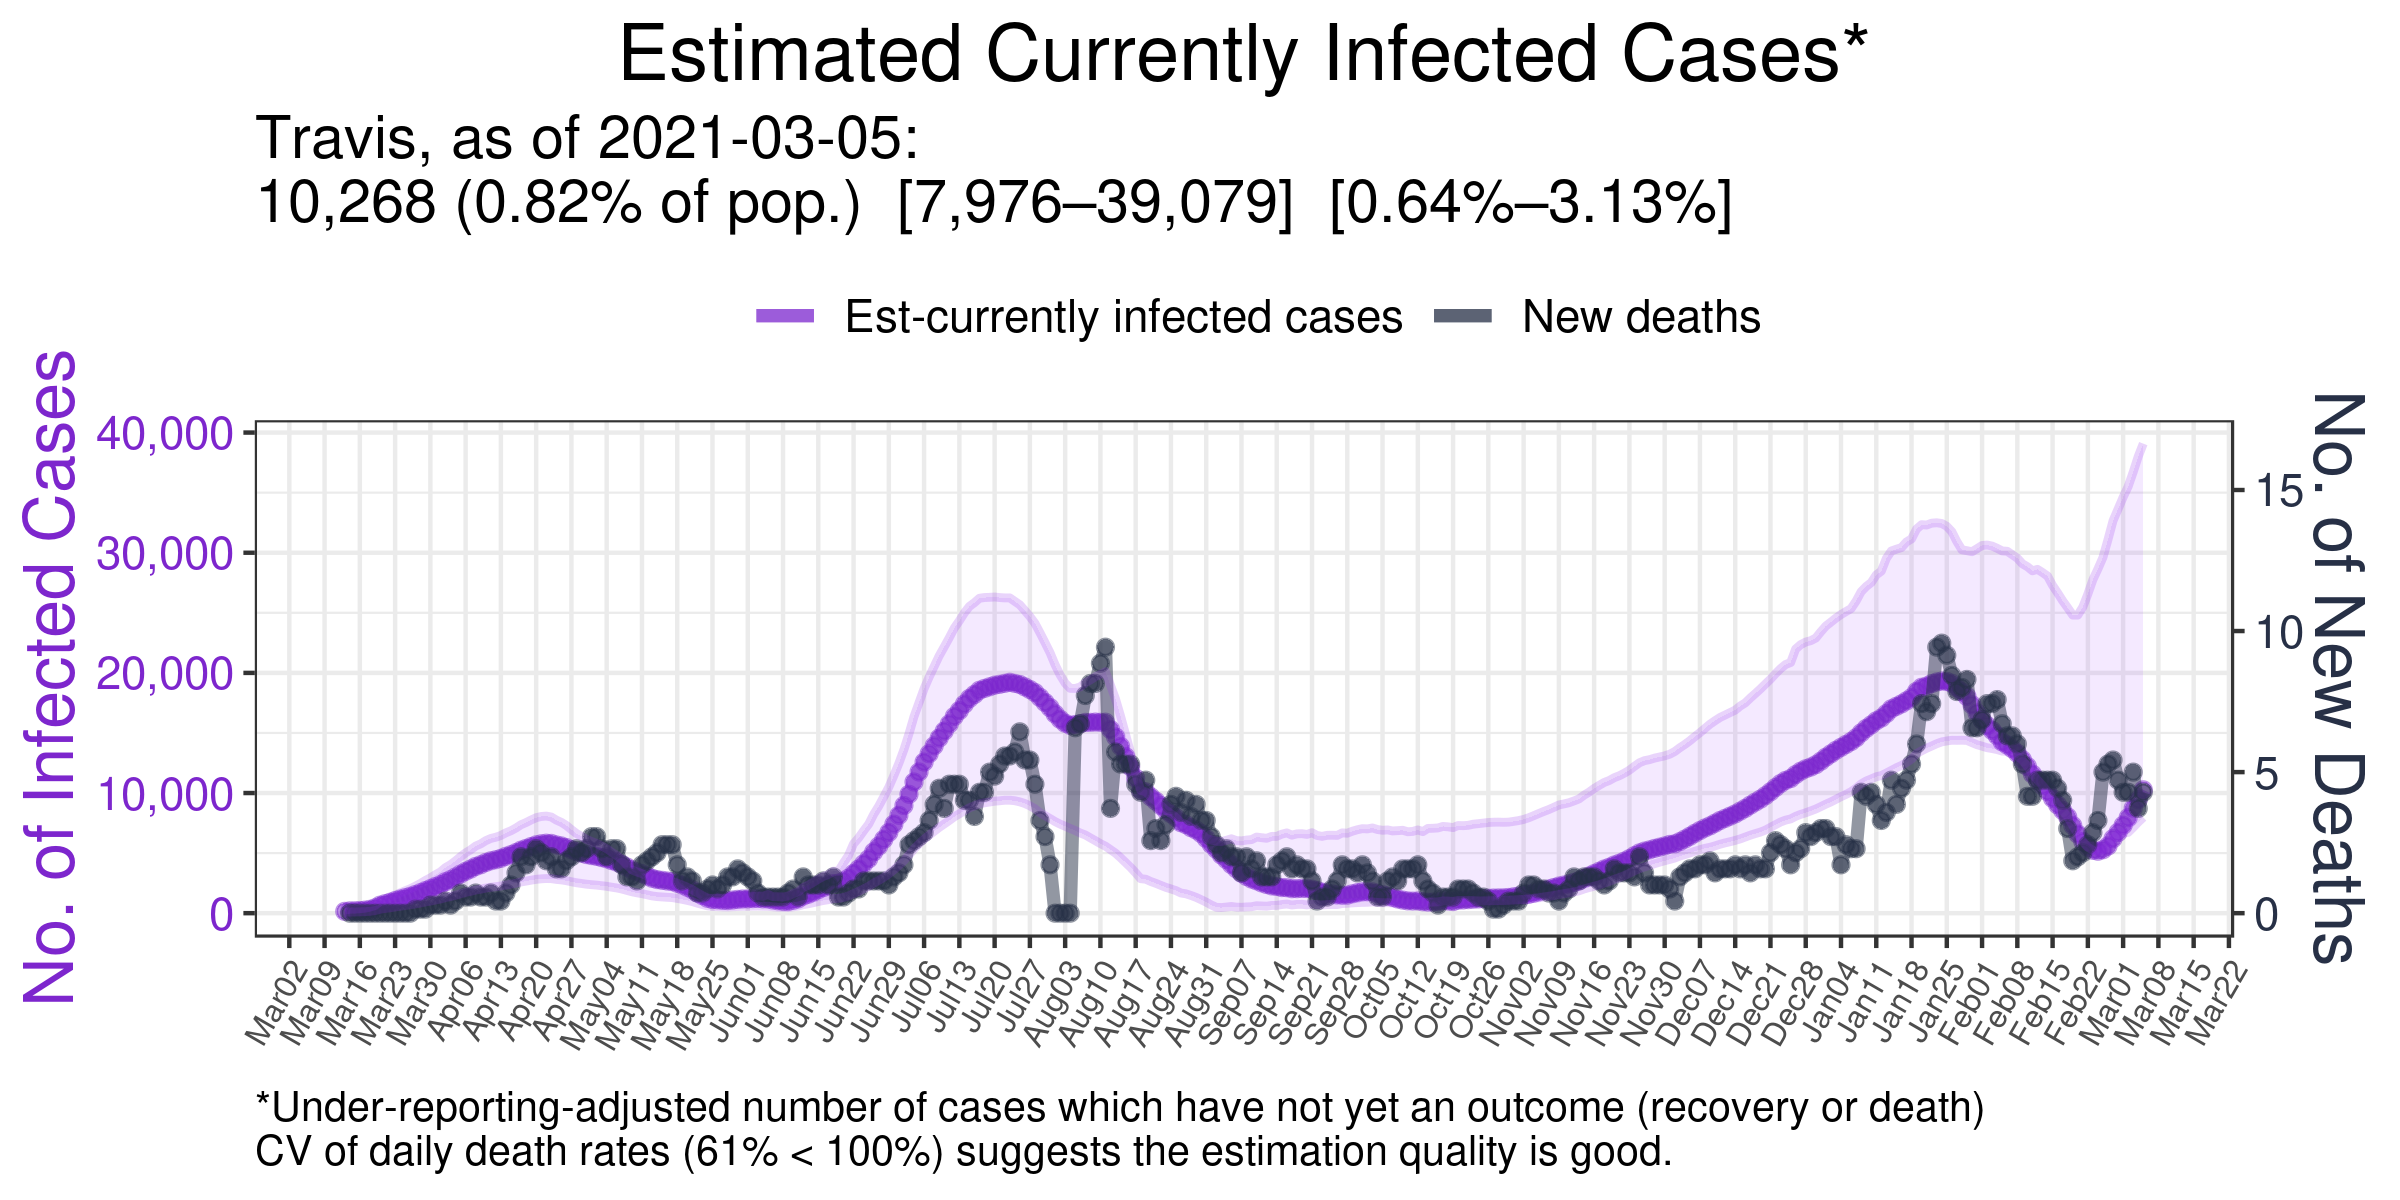 Estimated Currently Infected Cases*
Travis, as of 2021-03-05:
10,268 (0.82% of pop.) [7,976–39,079] [0.64%–3.13%]
Est-currently infected cases New deaths
No. of Infected Cases
40,000
30,000
20,000
10,000
0
15
10
5
0
No. of New Deaths
Mar02 Mar09 Mar16 Mar23 Mar30 Apr06 Apr13 Apr20 Apr27 May04 May11 May18 May25 Jun01 Jun08 Jun15 Jun22 Jun29 Jul06 Jul13 Jul20 Jul27 Aug03 Aug10 Aug17 Aug24 Aug31 Sep07 Sep14 Sep21 Sep28 Oct05 Oct12 Oct19 Oct26 Nov02 Nov09 Nov16 Nov23 Nov30 Dec07 Dec14 Dec21 Dec28 Jan04 Jan11 Jan18 Jan25 Feb01 Feb08 Feb15 Feb22 Mar01 Mar08 Mar15 Mar22
*Under-reporting-adjusted number of cases which have not yet an outcome (recovery or death)
CV of daily death rates (61% < 100%) suggests the estimation quality is good.